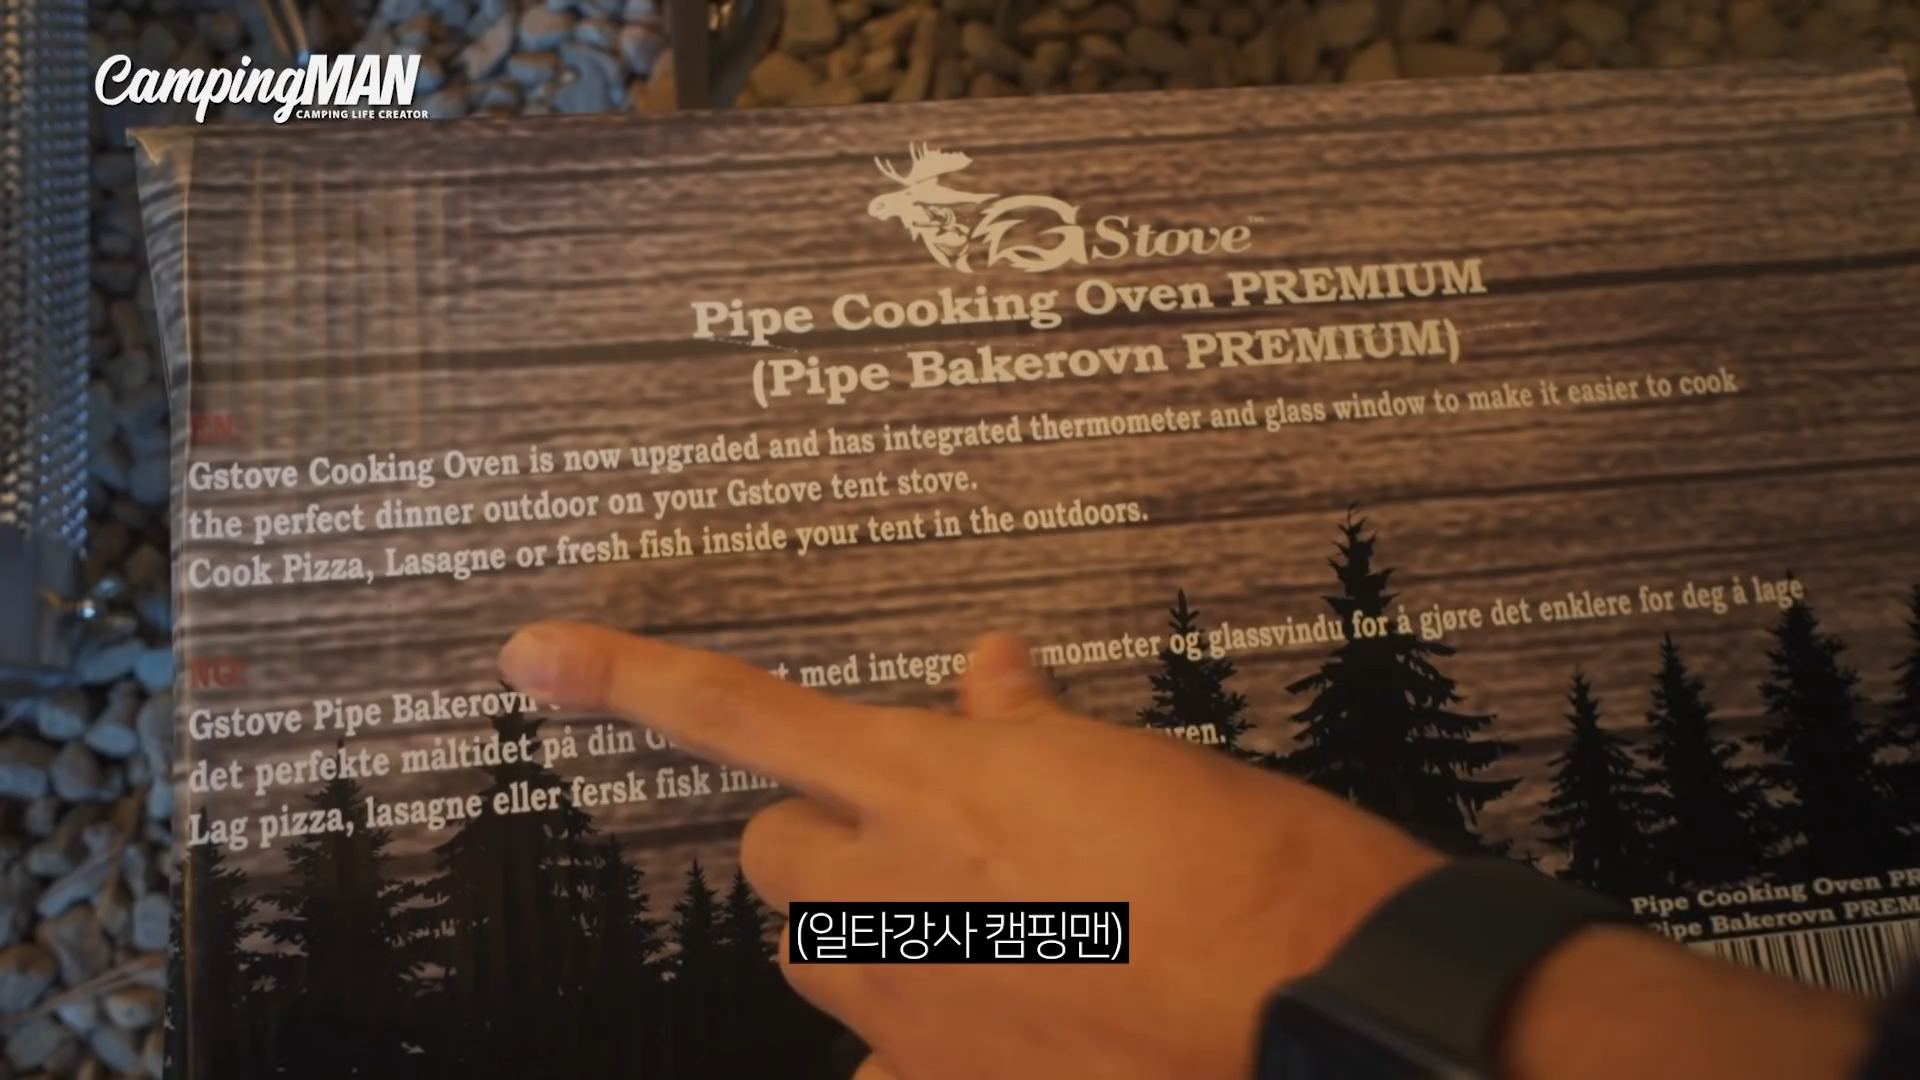 CampingMAN
CAMPING LIFE CREATOR
GStove™
Pipe Cooking Oven PREMIUM
(Pipe Bakerovn PREMIUM)
EN:
Gstove Cooking Oven is now upgraded and has integrated thermometer and glass window to make it easier to cook
the perfect dinner outdoor on your Gstove tent stove.
Cook Pizza, Lasagne or fresh fish inside your tent in the outdoors.
Gstove Pipe Bakerovn med og glassvindu for å gjøre det enklere for deg å lage
det perfekte måltidet på din
Lag pizza, lasagne eller fersk fisk
Pipe Cooking Oven
Pipe Bakerovn
(일타강사 캠핑맨)